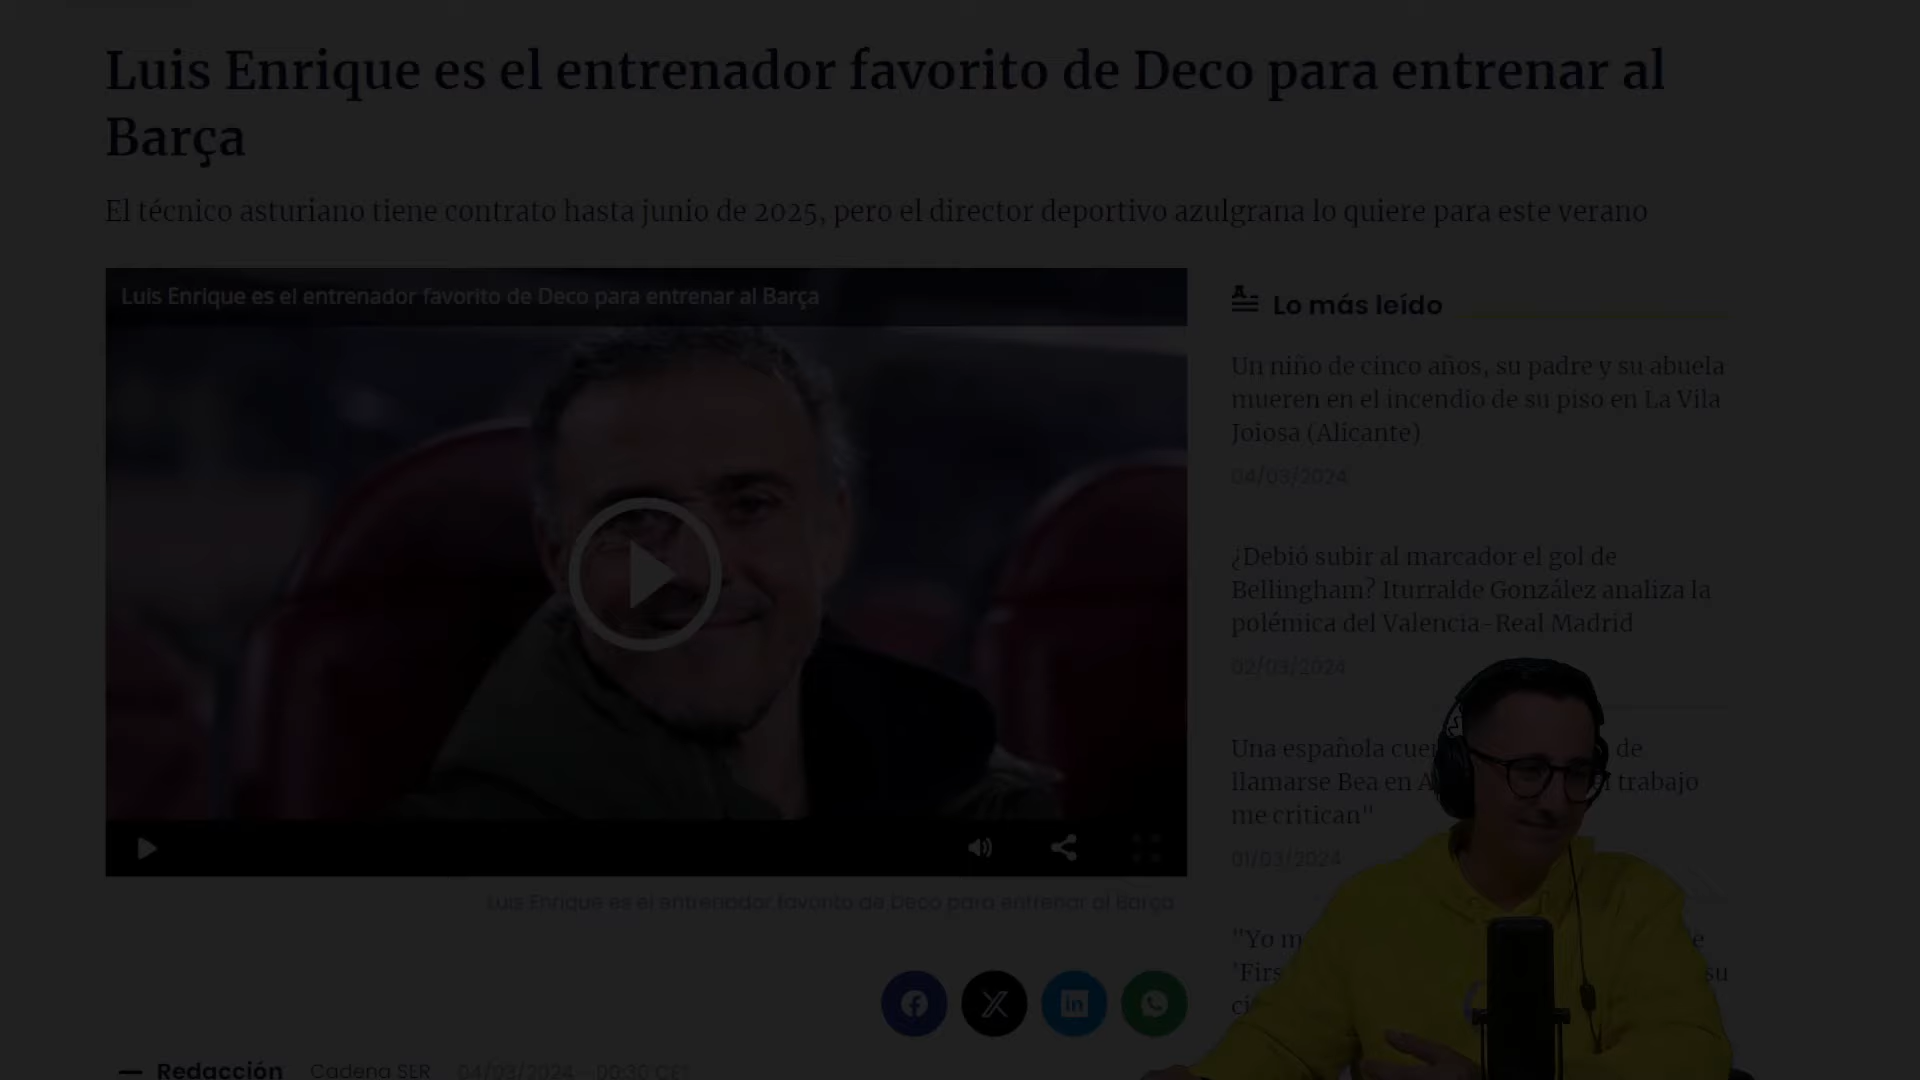 Luis Enrique es el entrenador favorito de Deco para entrenar al
Barça
El técnico asturiano tiene contrato hasta junio de 2025, pero el director deportivo azulgrana lo quiere para este verano
Luis Enrique es el entrenador favorito de Deco para entrenar al Barça
Luis Enrique es el entrenador favorito de Deco para entrenar al Barça
Redacción Cadena SER 04/03/2024 - 00:30 CET
Lo más leído
Un niño de cinco años, su padre y su abuela
mueren en el incendio de su piso en La Vila
Joiosa (Alicante)
04/03/2024
¿Debió subir al marcador el gol de
Bellingham? Iturralde González analiza la
polémica del Valencia-Real Madrid
02/03/2024
Una española de
llamarse Bea en trabajo
me critican"
01/03/2024
"Yo
su